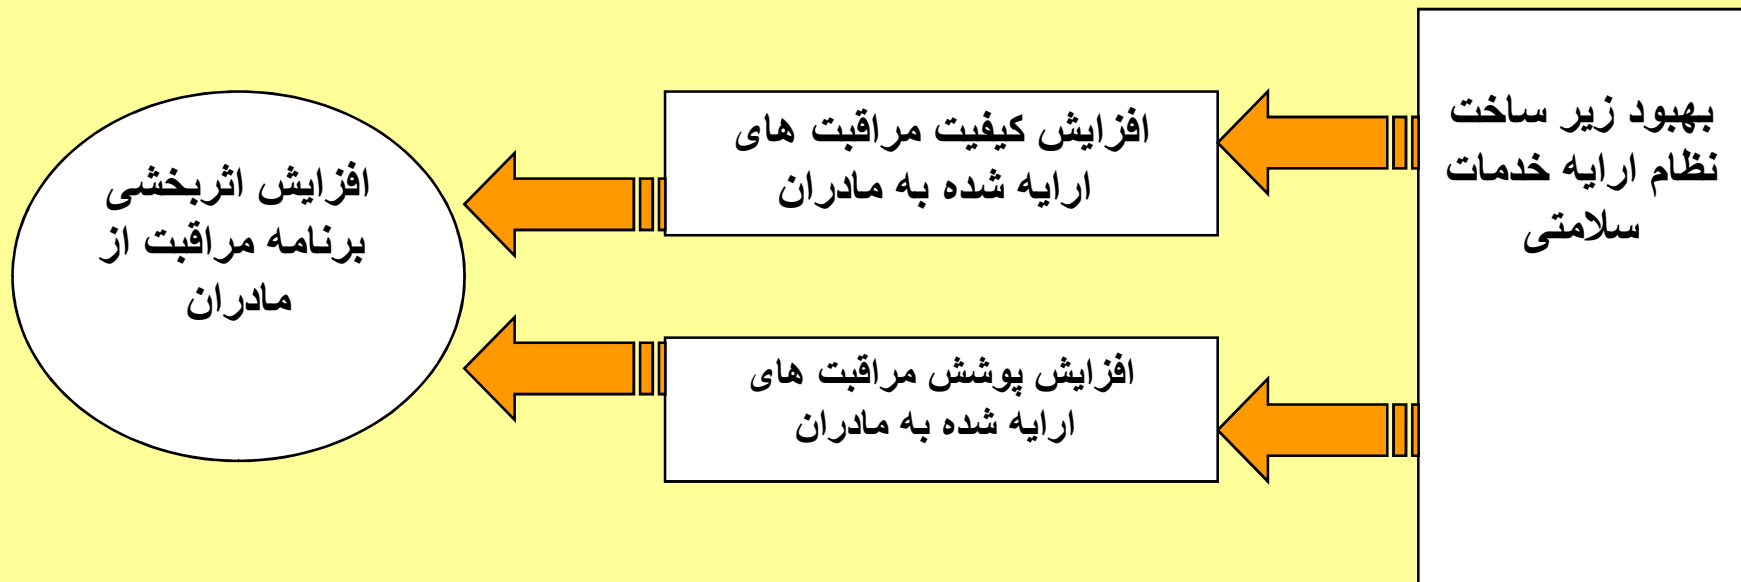 بهبود زیر ساخت
نظام ارایه خدمات
سلامتی
افزایش کیفیت مراقبت های
ارایه شده به مادران
افزایش پوشش مراقبت های
ارایه شده به مادران
افزایش اثربخشی
برنامه مراقبت از
مادران